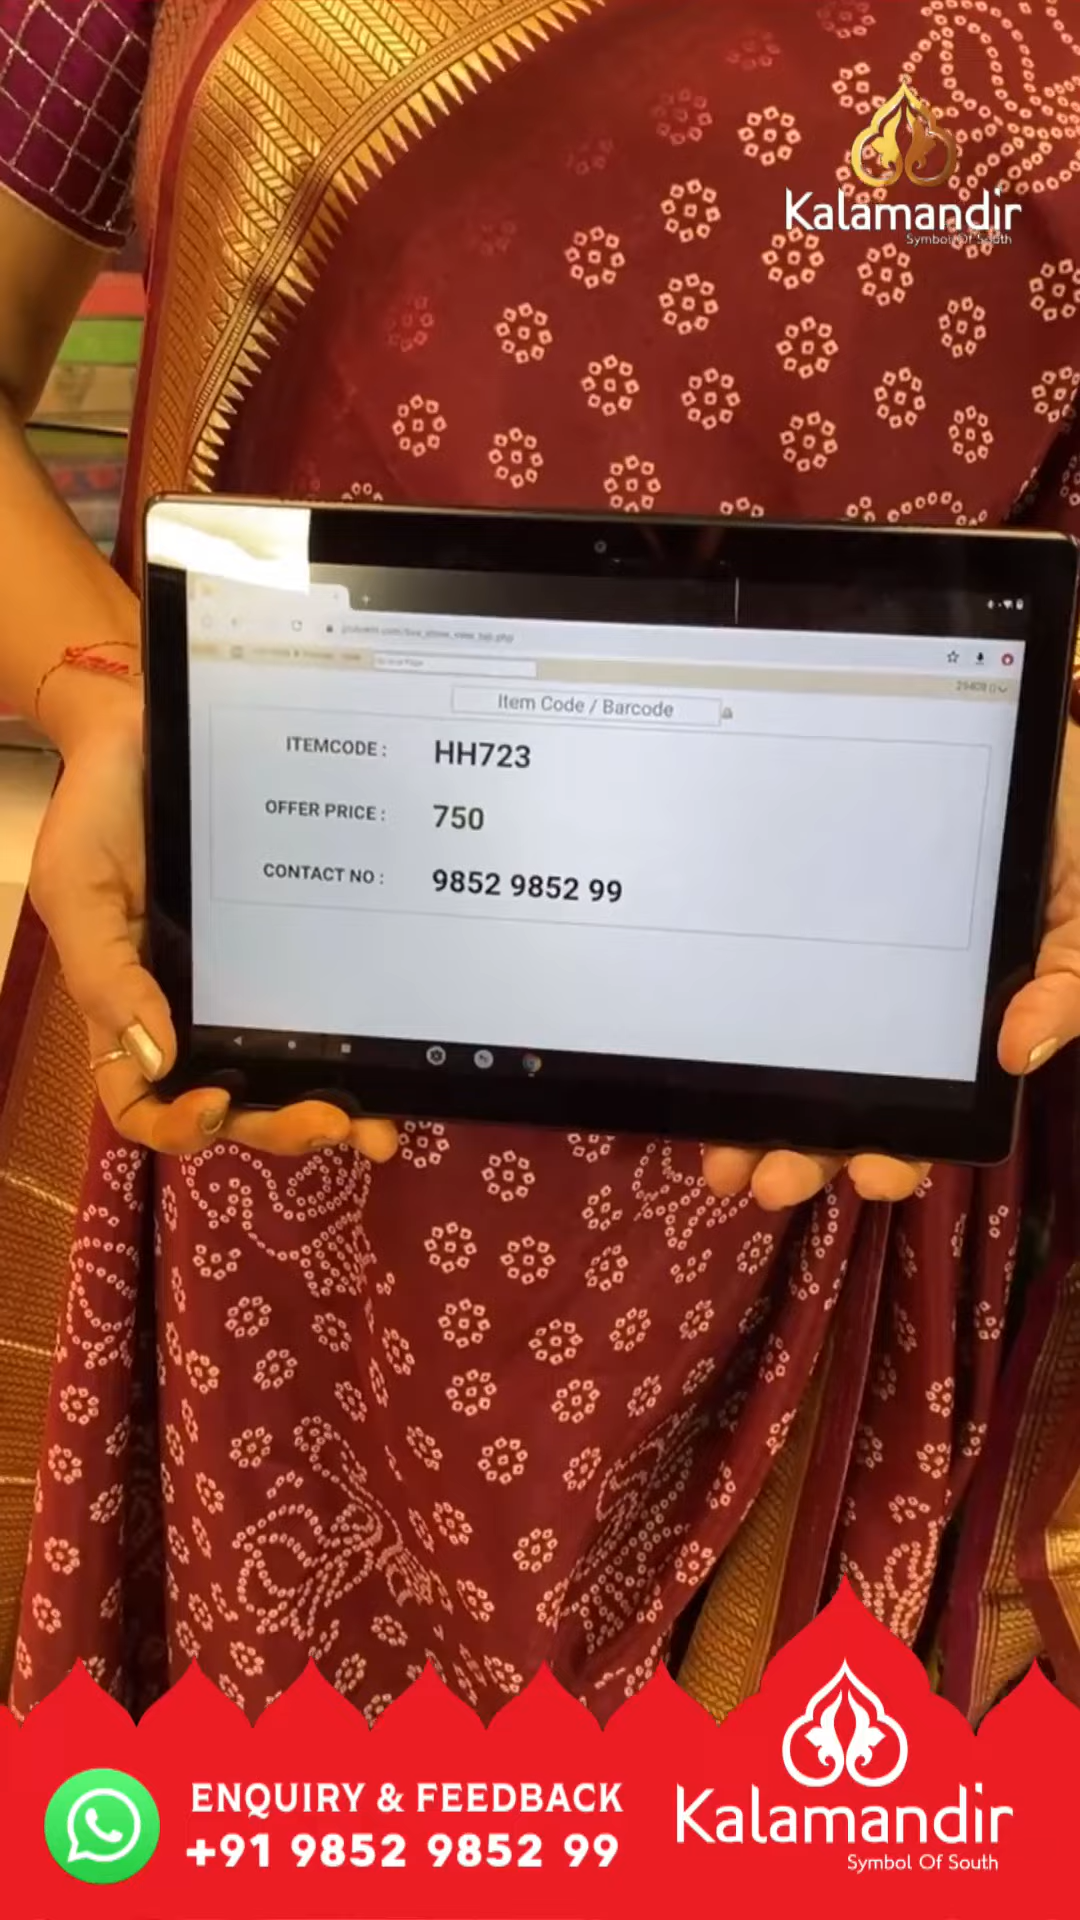 Kalamandir
Symbol Of South
Item Code / Barcode
ITEMCODE : HH723
OFFER PRICE : 750
CONTACT NO : 9852 9852 99
ENQUIRY & FEEDBACK
+91 9852 9852 99
Kalamandir
Symbol Of South